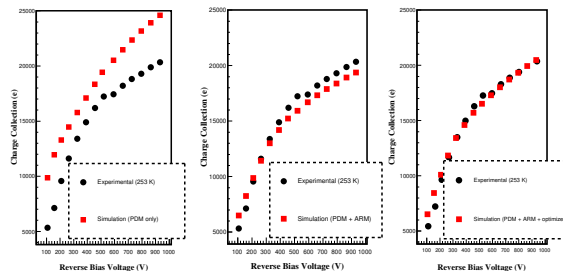 25000
20000
15000
10000
5000
Charge Collection (e)
Experimental (253 K)
Simulation (PDM only)
0 100 200 300 400 500 600 700 800 900 1000
Reverse Bias Voltage (V)
25000
20000
15000
10000
5000
Charge Collection (e)
Experimental (253 K)
Simulation (PDM + ARM)
0 100 200 300 400 500 600 700 800 900 1000
Reverse Bias Voltage (V)
25000
20000
15000
10000
5000
Charge Collection (e)
Experimental (253 K)
Simulation (PDM + ARM + optimize
0 100 200 300 400 500 600 700 800 900 1000
Reverse Bias Voltage (V)